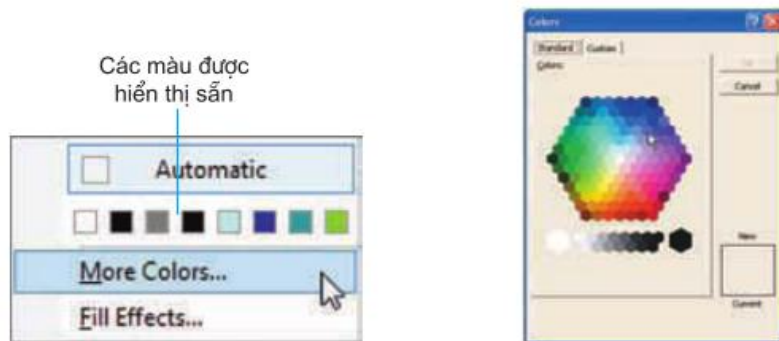 Các màu được
hiển thị sẵn
Automatic
More Colors...
Fill Effects...
Colors
Standard
Custom
Colors:
Cancel
New
Current